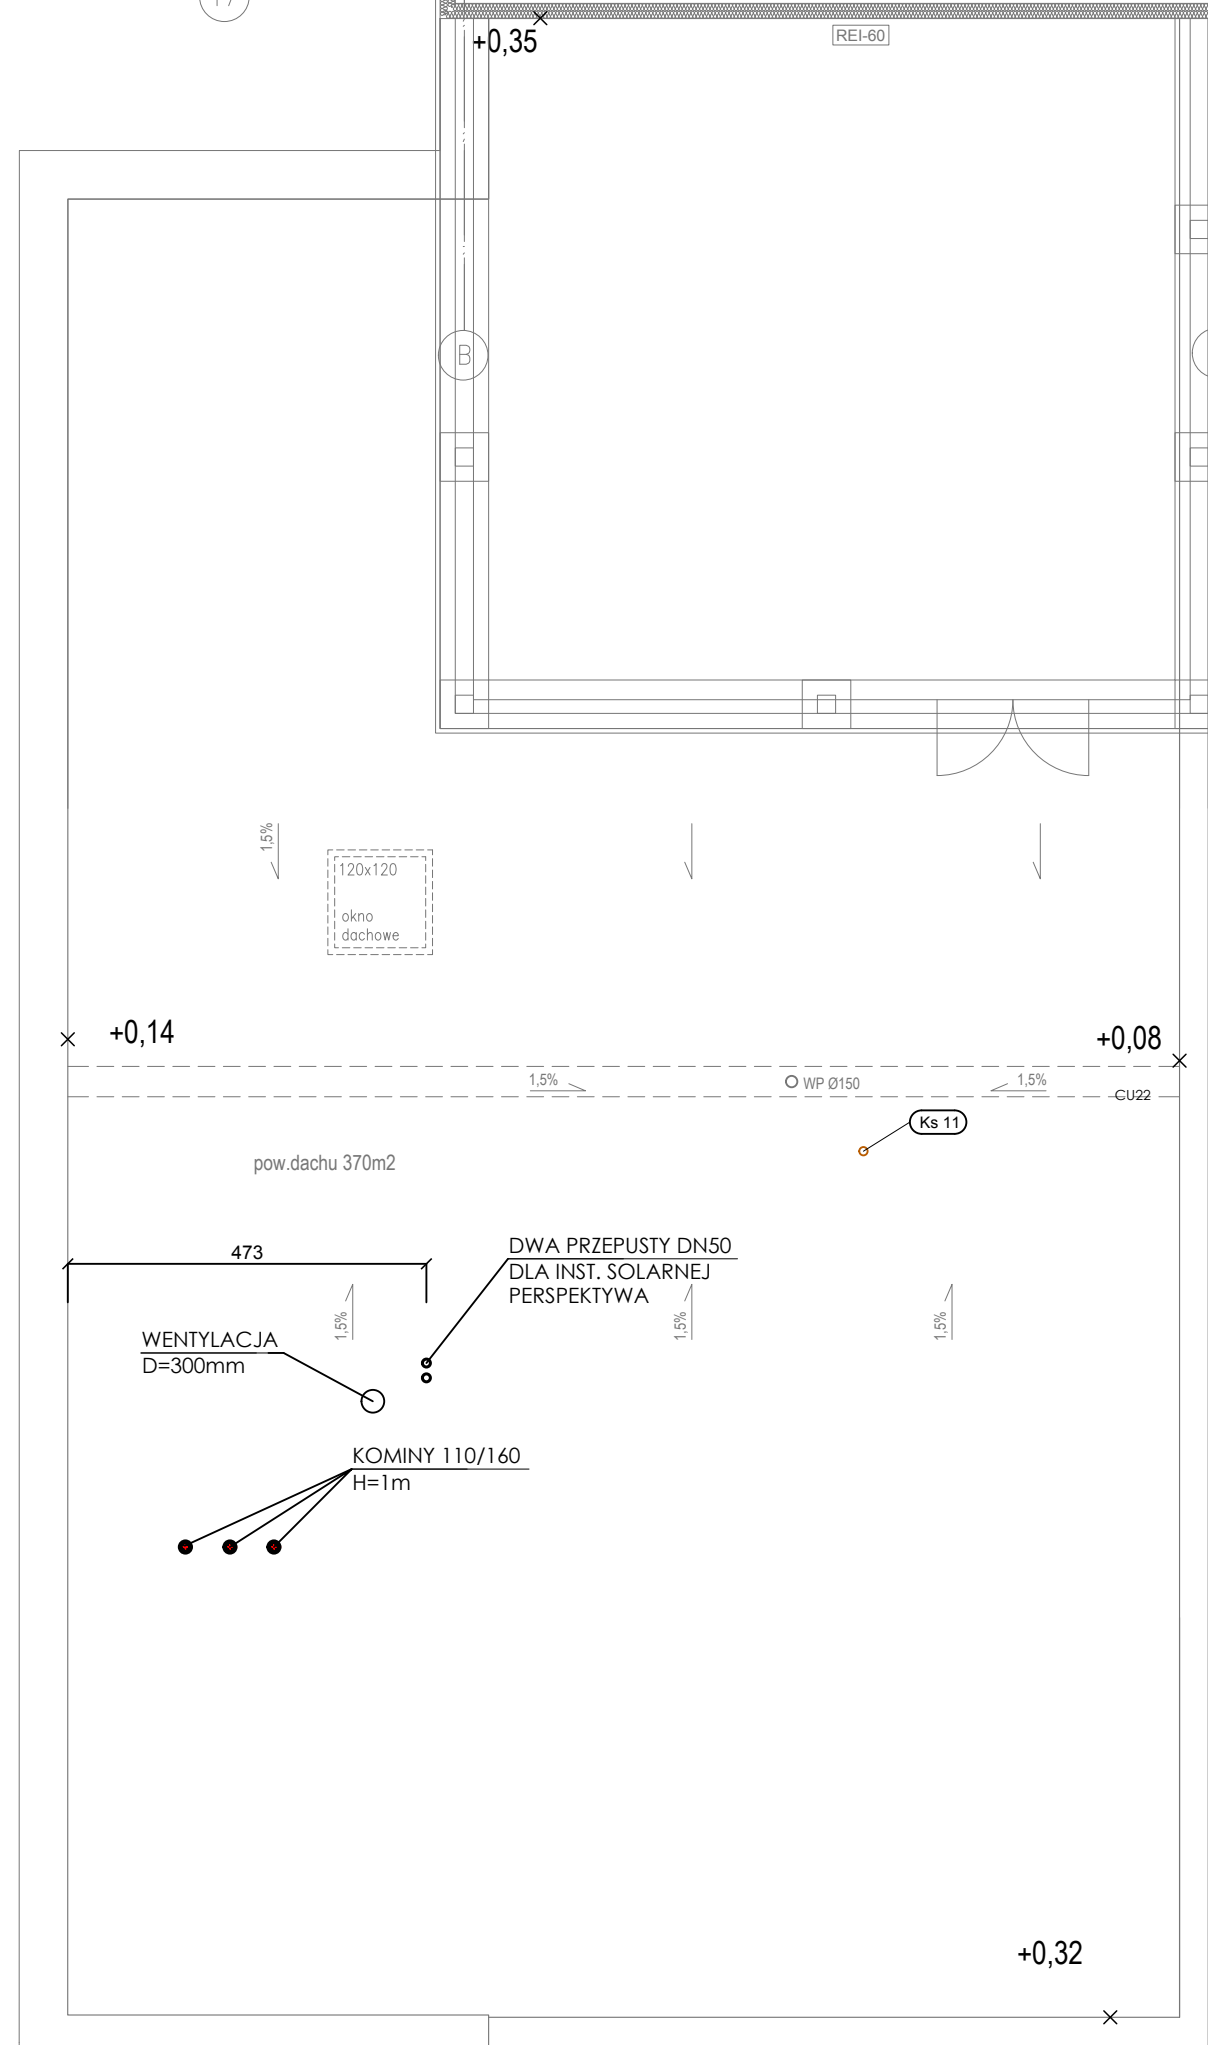 +0,35
REI-60
B
1,5%
120x120
okno
dachowe
+0,14
+0,08
1,5%
WP Ø150
1,5%
CU22
Ks 11
pow.dachu 370m2
473
DWA PRZEPUSTY DN50
DLA INST. SOLARNEJ
PERSPEKTYWA
1,5%
1,5%
1,5%
WENTYLACJA
D=300mm
KOMINY 110/160
H=1m
+0,32